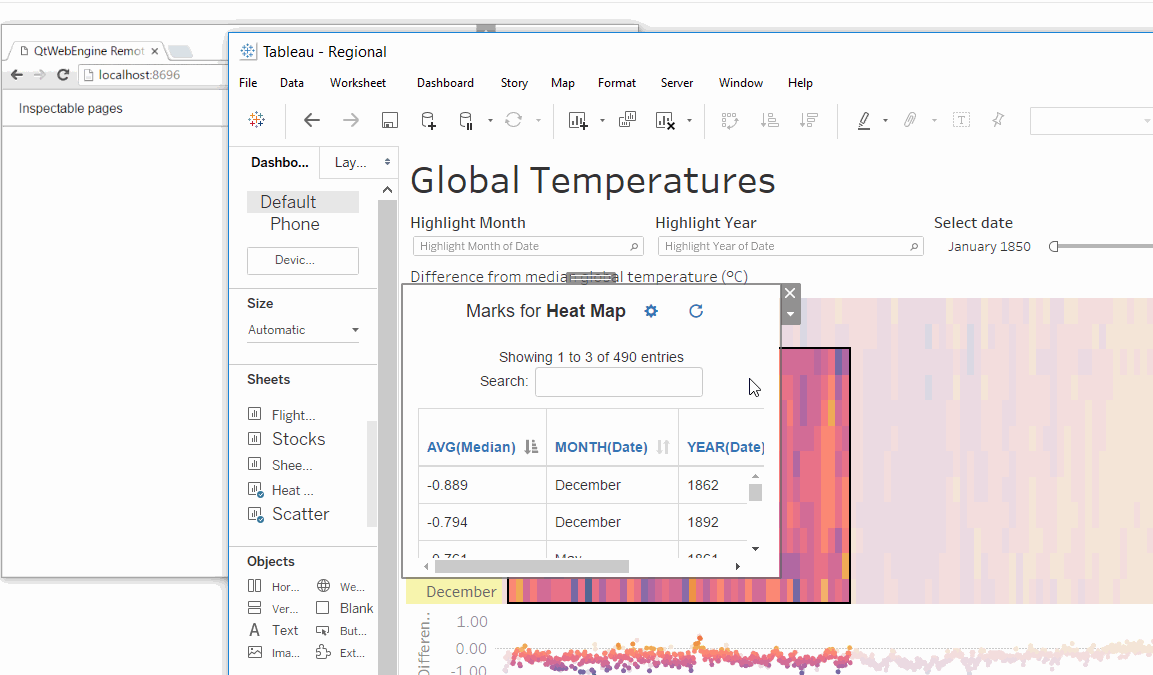 QtWebEngine Remot
localhost:8696
Inspectable pages
Tableau - Regional
File Data Worksheet Dashboard Story Map Format Server Window Help
Dashbo... Lay...
Default
Phone
Devic...
Size
Automatic
Sheets
Flight...
Stocks
Shee...
Heat ...
Scatter
Objects
Hor... We...
Ver... Blank
A Text But...
Ima... Ext...
Global Temperatures
Highlight Month Highlight Year Select date
Highlight Month of Date Highlight Year of Date January 1850
Difference from median global temperature (°C)
Marks for Heat Map
Showing 1 to 3 of 490 entries
Search:
AVG(Median) MONTH(Date) YEAR(Date)
-0.889 December 1862
-0.794 December 1892
-0.761 May 1861
December
Differen..
1.00
0.00
-1.00